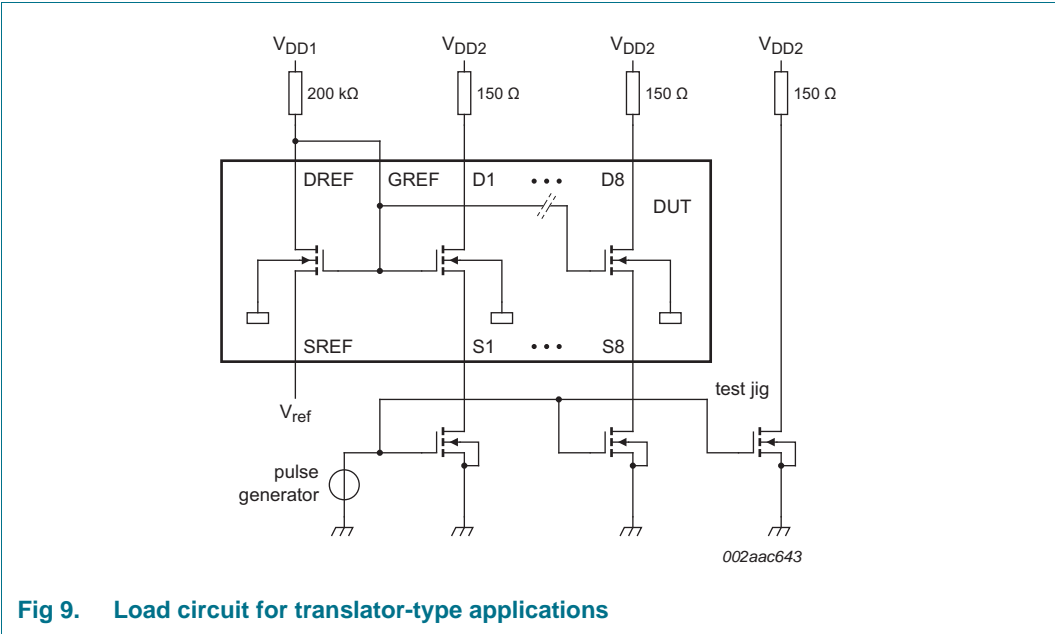 VDD1 VDD2 VDD2 VDD2
200 kΩ 150 Ω 150 Ω 150 Ω
DREF GREF D1 • • • D8
DUT
SREF S1 • • • S8
Vref
test jig
pulse
generator
002aac643
Fig 9. Load circuit for translator-type applications